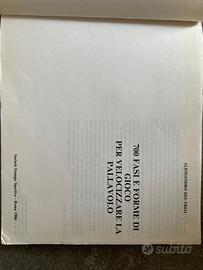 ALESSANDRO DEL FREO
700 FASI E FORME DI
GIOCO
PER VELOCIZZARE LA
PALLAVOLO
Società Stampa Sportiva - Roma 1986
subito